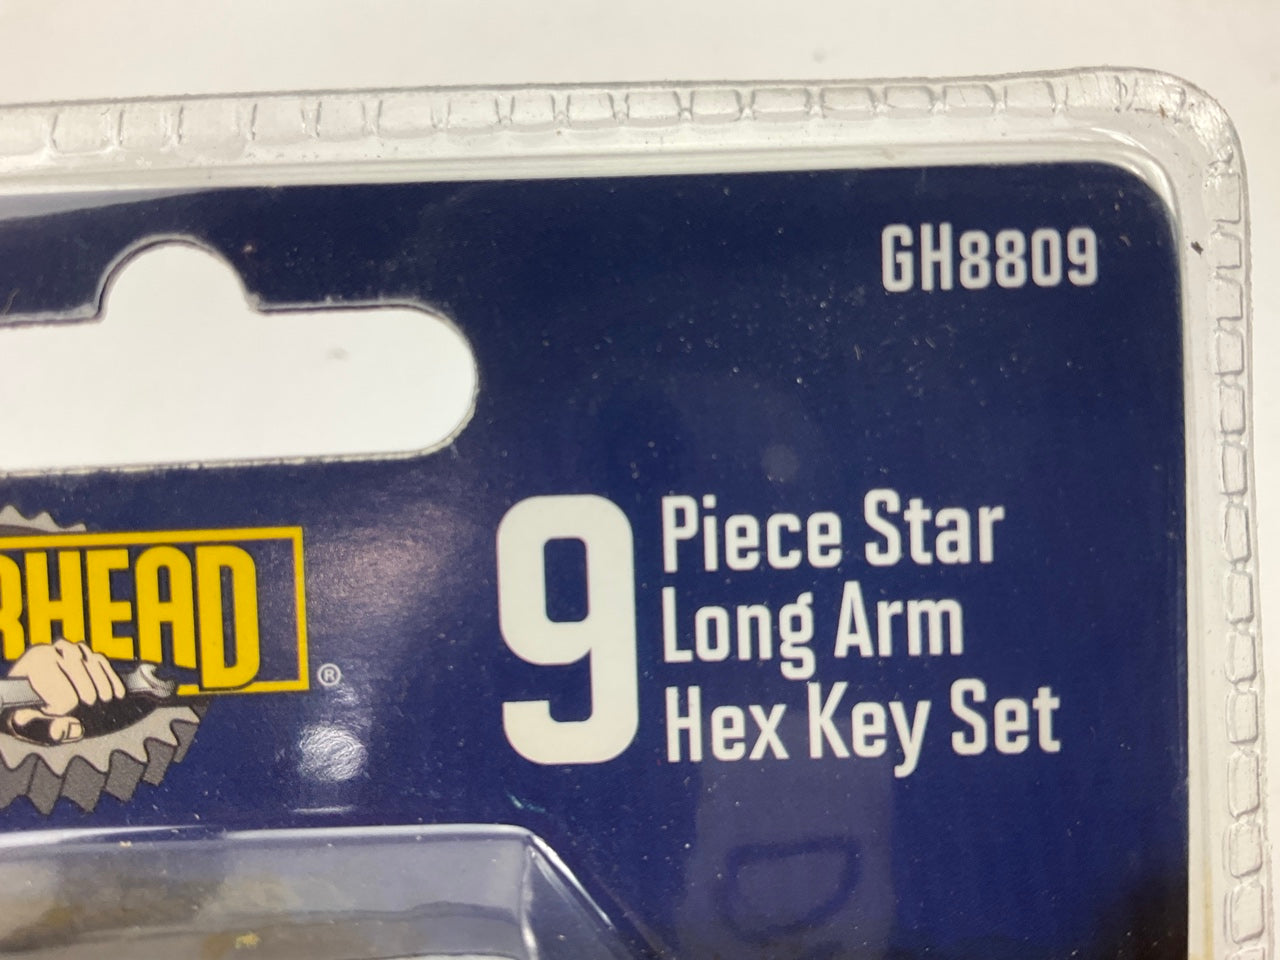 GH8809
9 Piece Star
Long Arm
Hex Key Set
RHEAD
®